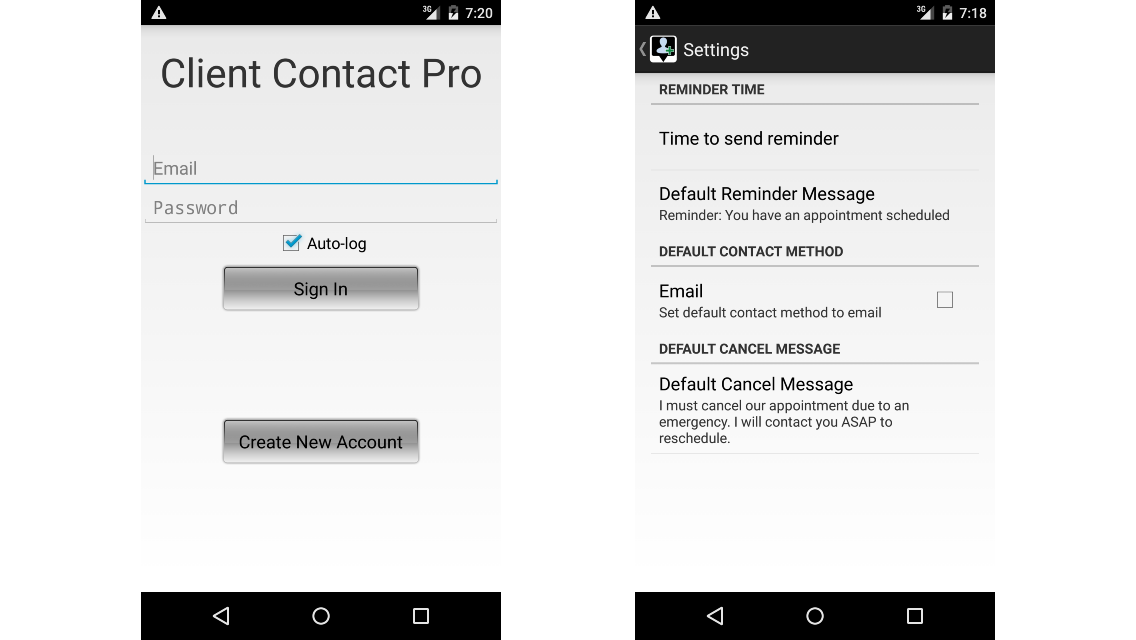 3G 7:20
Client Contact Pro
Email
Password
Auto-log
Sign In
Create New Account
3G 7:18
Settings
REMINDER TIME
Time to send reminder
Default Reminder Message
Reminder: You have an appointment scheduled
DEFAULT CONTACT METHOD
Email
Set default contact method to email
DEFAULT CANCEL MESSAGE
Default Cancel Message
I must cancel our appointment due to an
emergency. I will contact you ASAP to
reschedule.